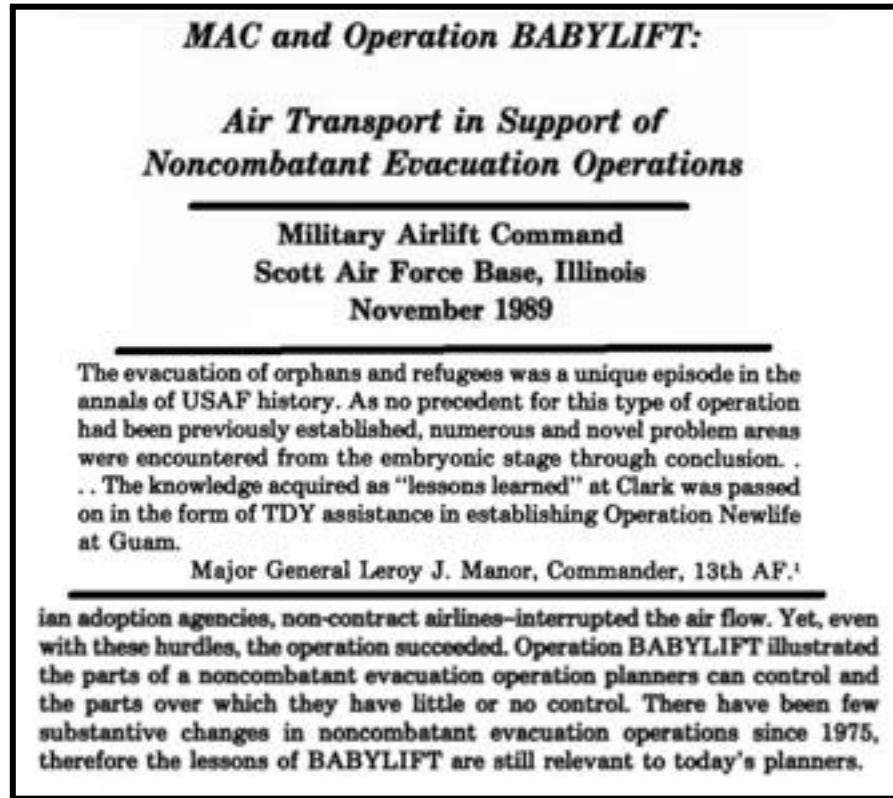 MAC and Operation BABYLIFT:
Air Transport in Support of
Noncombatant Evacuation Operations
Military Airlift Command
Scott Air Force Base, Illinois
November 1989
The evacuation of orphans and refugees was a unique episode in the
annals of USAF history. As no precedent for this type of operation
had been previously established, numerous and novel problem areas
were encountered from the embryonic stage through conclusion. .
. . The knowledge acquired as "lessons learned" at Clark was passed
on in the form of TDY assistance in establishing Operation Newlife
at Guam.
Major General Leroy J. Manor, Commander, 13th AF.¹
ian adoption agencies, non-contract airlines–interrupted the air flow. Yet, even
with these hurdles, the operation succeeded. Operation BABYLIFT illustrated
the parts of a noncombatant evacuation operation planners can control and
the parts over which they have little or no control. There have been few
substantive changes in noncombatant evacuation operations since 1975,
therefore the lessons of BABYLIFT are still relevant to today's planners.